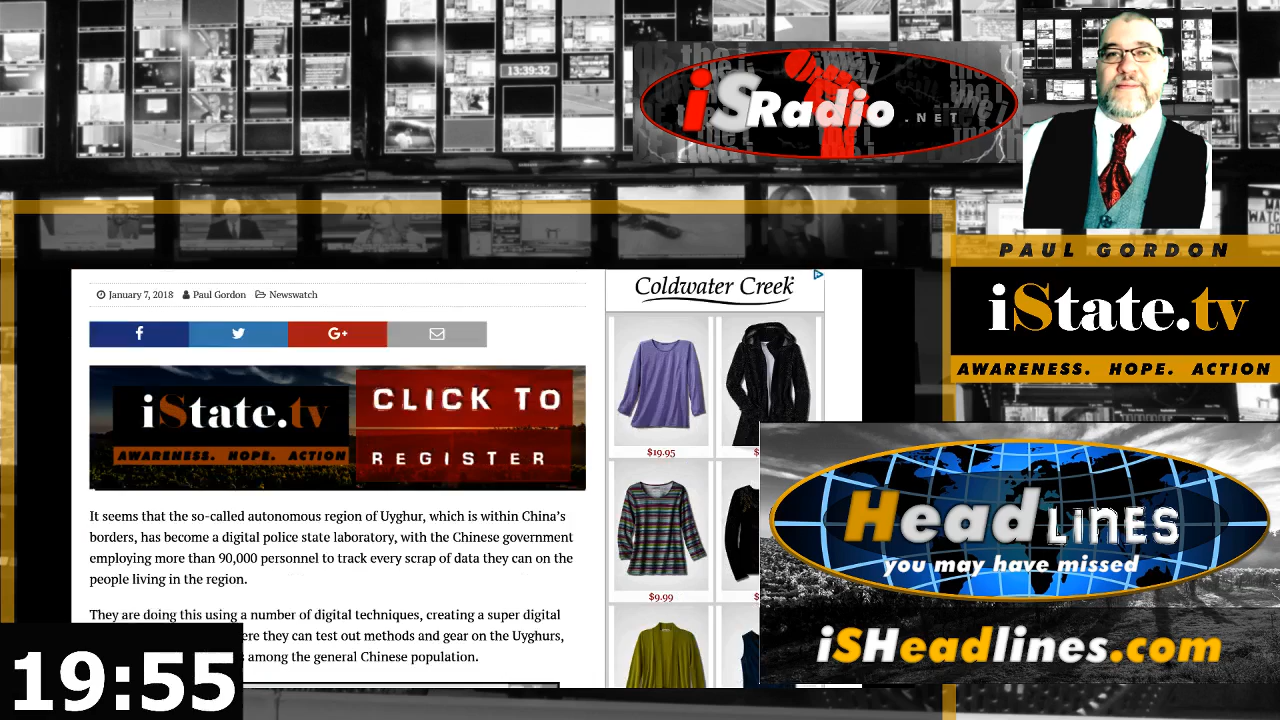 13:39:32
iSRadio.NET
PAUL GORDON
iState.tv
AWARENESS. HOPE. ACTION
January 7, 2018 Paul Gordon Newswatch
f
G+
iState.tv
AWARENESS. HOPE. ACTION
CLICK TO
REGISTER
It seems that the so-called autonomous region of Uyghur, which is within China's
borders, has become a digital police state laboratory, with the Chinese government
employing more than 90,000 personnel to track every scrap of data they can on the
people living in the region.
They are doing this using a number of digital techniques, creating a super digital
ere they can test out methods and gear on the Uyghurs,
among the general Chinese population.
Coldwater Creek
$19.95
$
$9.99
$
HeadLINES
you may have missed
iSHeadlines.com
19:55